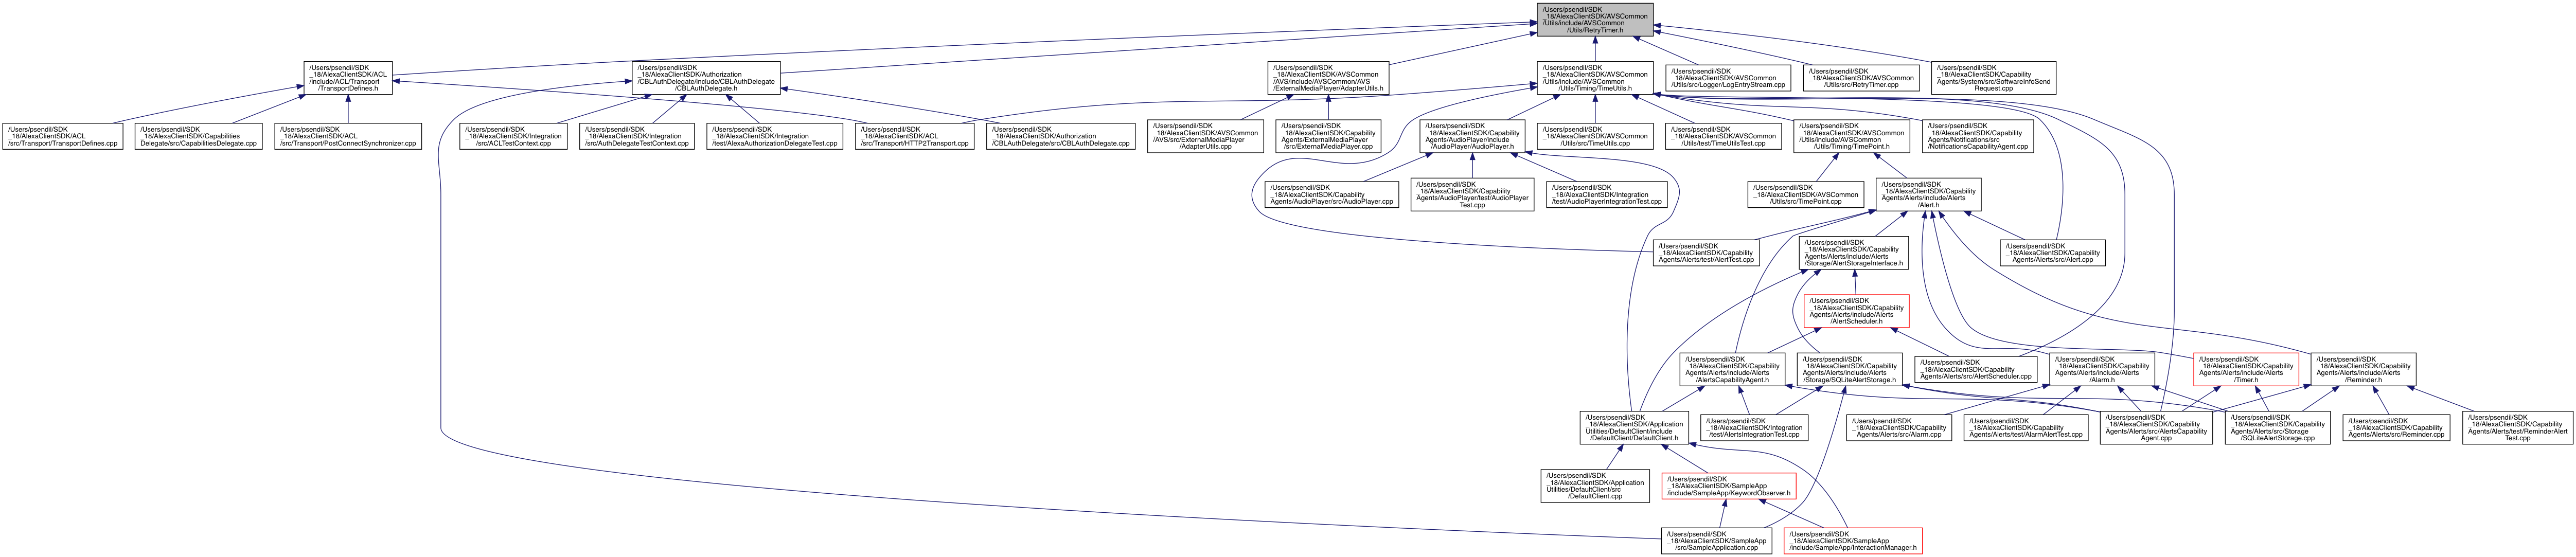 /Users/psendil/SDK
_18/AlexaClientSDK/AVSCommon
/Utils/include/AVSCommon
/Utils/RetryTimer.h
/Users/psendil/SDK
_18/AlexaClientSDK/ACL
/include/ACL/Transport
/TransportDefines.h
/Users/psendil/SDK
_18/AlexaClientSDK/Authorization
/CBLAuthDelegate/include/CBLAuthDelegate
/CBLAuthDelegate.h
/Users/psendil/SDK
_18/AlexaClientSDK/AVSCommon
/AVS/include/AVSCommon/AVS
/ExternalMediaPlayer/AdapterUtils.h
/Users/psendil/SDK
_18/AlexaClientSDK/AVSCommon
/Utils/include/AVSCommon
/Utils/Timing/TimeUtils.h
/Users/psendil/SDK
_18/AlexaClientSDK/AVSCommon
/Utils/src/Logger/LogEntryStream.cpp
/Users/psendil/SDK
_18/AlexaClientSDK/AVSCommon
/Utils/src/RetryTimer.cpp
/Users/psendil/SDK
_18/AlexaClientSDK/Capability
Agents/System/src/SoftwareInfoSend
Request.cpp
/Users/psendil/SDK
_18/AlexaClientSDK/ACL
/src/Transport/TransportDefines.cpp
/Users/psendil/SDK
_18/AlexaClientSDK/Capabilities
Delegate/src/CapabilitiesDelegate.cpp
/Users/psendil/SDK
_18/AlexaClientSDK/ACL
/src/Transport/PostConnectSynchronizer.cpp
/Users/psendil/SDK
_18/AlexaClientSDK/Integration
/src/ACLTestContext.cpp
/Users/psendil/SDK
_18/AlexaClientSDK/Integration
/src/AuthDelegateTestContext.cpp
/Users/psendil/SDK
_18/AlexaClientSDK/Integration
/test/AlexaAuthorizationDelegateTest.cpp
/Users/psendil/SDK
_18/AlexaClientSDK/ACL
/src/Transport/HTTP2Transport.cpp
/Users/psendil/SDK
_18/AlexaClientSDK/Authorization
/CBLAuthDelegate/src/CBLAuthDelegate.cpp
/Users/psendil/SDK
_18/AlexaClientSDK/AVSCommon
/AVS/src/ExternalMediaPlayer
/AdapterUtils.cpp
/Users/psendil/SDK
_18/AlexaClientSDK/Capability
Agents/ExternalMediaPlayer
/src/ExternalMediaPlayer.cpp
/Users/psendil/SDK
_18/AlexaClientSDK/Capability
Agents/AudioPlayer/include
/AudioPlayer/AudioPlayer.h
/Users/psendil/SDK
_18/AlexaClientSDK/AVSCommon
/Utils/src/TimeUtils.cpp
/Users/psendil/SDK
_18/AlexaClientSDK/AVSCommon
/Utils/test/TimeUtilsTest.cpp
/Users/psendil/SDK
_18/AlexaClientSDK/AVSCommon
/Utils/include/AVSCommon
/Utils/Timing/TimePoint.h
/Users/psendil/SDK
_18/AlexaClientSDK/Capability
Agents/Notifications/src
/NotificationsCapabilityAgent.cpp
/Users/psendil/SDK
_18/AlexaClientSDK/Capability
Agents/AudioPlayer/src/AudioPlayer.cpp
/Users/psendil/SDK
_18/AlexaClientSDK/Capability
Agents/AudioPlayer/test/AudioPlayer
Test.cpp
/Users/psendil/SDK
_18/AlexaClientSDK/Integration
/test/AudioPlayerIntegrationTest.cpp
/Users/psendil/SDK
_18/AlexaClientSDK/AVSCommon
/Utils/src/TimePoint.cpp
/Users/psendil/SDK
_18/AlexaClientSDK/Capability
Agents/Alerts/include/Alerts
/Alert.h
/Users/psendil/SDK
_18/AlexaClientSDK/Capability
Agents/Alerts/test/AlertTest.cpp
/Users/psendil/SDK
_18/AlexaClientSDK/Capability
Agents/Alerts/include/Alerts
/Storage/AlertStorageInterface.h
/Users/psendil/SDK
_18/AlexaClientSDK/Capability
Agents/Alerts/src/Alert.cpp
/Users/psendil/SDK
_18/AlexaClientSDK/Capability
Agents/Alerts/include/Alerts
/AlertScheduler.h
/Users/psendil/SDK
_18/AlexaClientSDK/Capability
Agents/Alerts/include/Alerts
/AlertsCapabilityAgent.h
/Users/psendil/SDK
_18/AlexaClientSDK/Capability
Agents/Alerts/include/Alerts
/Storage/SQLiteAlertStorage.h
/Users/psendil/SDK
_18/AlexaClientSDK/Capability
Agents/Alerts/src/AlertScheduler.cpp
/Users/psendil/SDK
_18/AlexaClientSDK/Capability
Agents/Alerts/include/Alerts
/Alarm.h
/Users/psendil/SDK
_18/AlexaClientSDK/Capability
Agents/Alerts/include/Alerts
/Timer.h
/Users/psendil/SDK
_18/AlexaClientSDK/Capability
Agents/Alerts/include/Alerts
/Reminder.h
/Users/psendil/SDK
_18/AlexaClientSDK/Application
Utilities/DefaultClient/include
/DefaultClient/DefaultClient.h
/Users/psendil/SDK
_18/AlexaClientSDK/Integration
/test/AlertsIntegrationTest.cpp
/Users/psendil/SDK
_18/AlexaClientSDK/Capability
Agents/Alerts/src/Alarm.cpp
/Users/psendil/SDK
_18/AlexaClientSDK/Capability
Agents/Alerts/test/AlarmAlertTest.cpp
/Users/psendil/SDK
_18/AlexaClientSDK/Capability
Agents/Alerts/src/AlertsCapability
Agent.cpp
/Users/psendil/SDK
_18/AlexaClientSDK/Capability
Agents/Alerts/src/Storage
/SQLiteAlertStorage.cpp
/Users/psendil/SDK
_18/AlexaClientSDK/Capability
Agents/Alerts/src/Reminder.cpp
/Users/psendil/SDK
_18/AlexaClientSDK/Capability
Agents/Alerts/test/ReminderAlert
Test.cpp
/Users/psendil/SDK
_18/AlexaClientSDK/Application
Utilities/DefaultClient/src
/DefaultClient.cpp
/Users/psendil/SDK
_18/AlexaClientSDK/SampleApp
/include/SampleApp/KeywordObserver.h
/Users/psendil/SDK
_18/AlexaClientSDK/SampleApp
/src/SampleApplication.cpp
/Users/psendil/SDK
_18/AlexaClientSDK/SampleApp
/include/SampleApp/InteractionManager.h